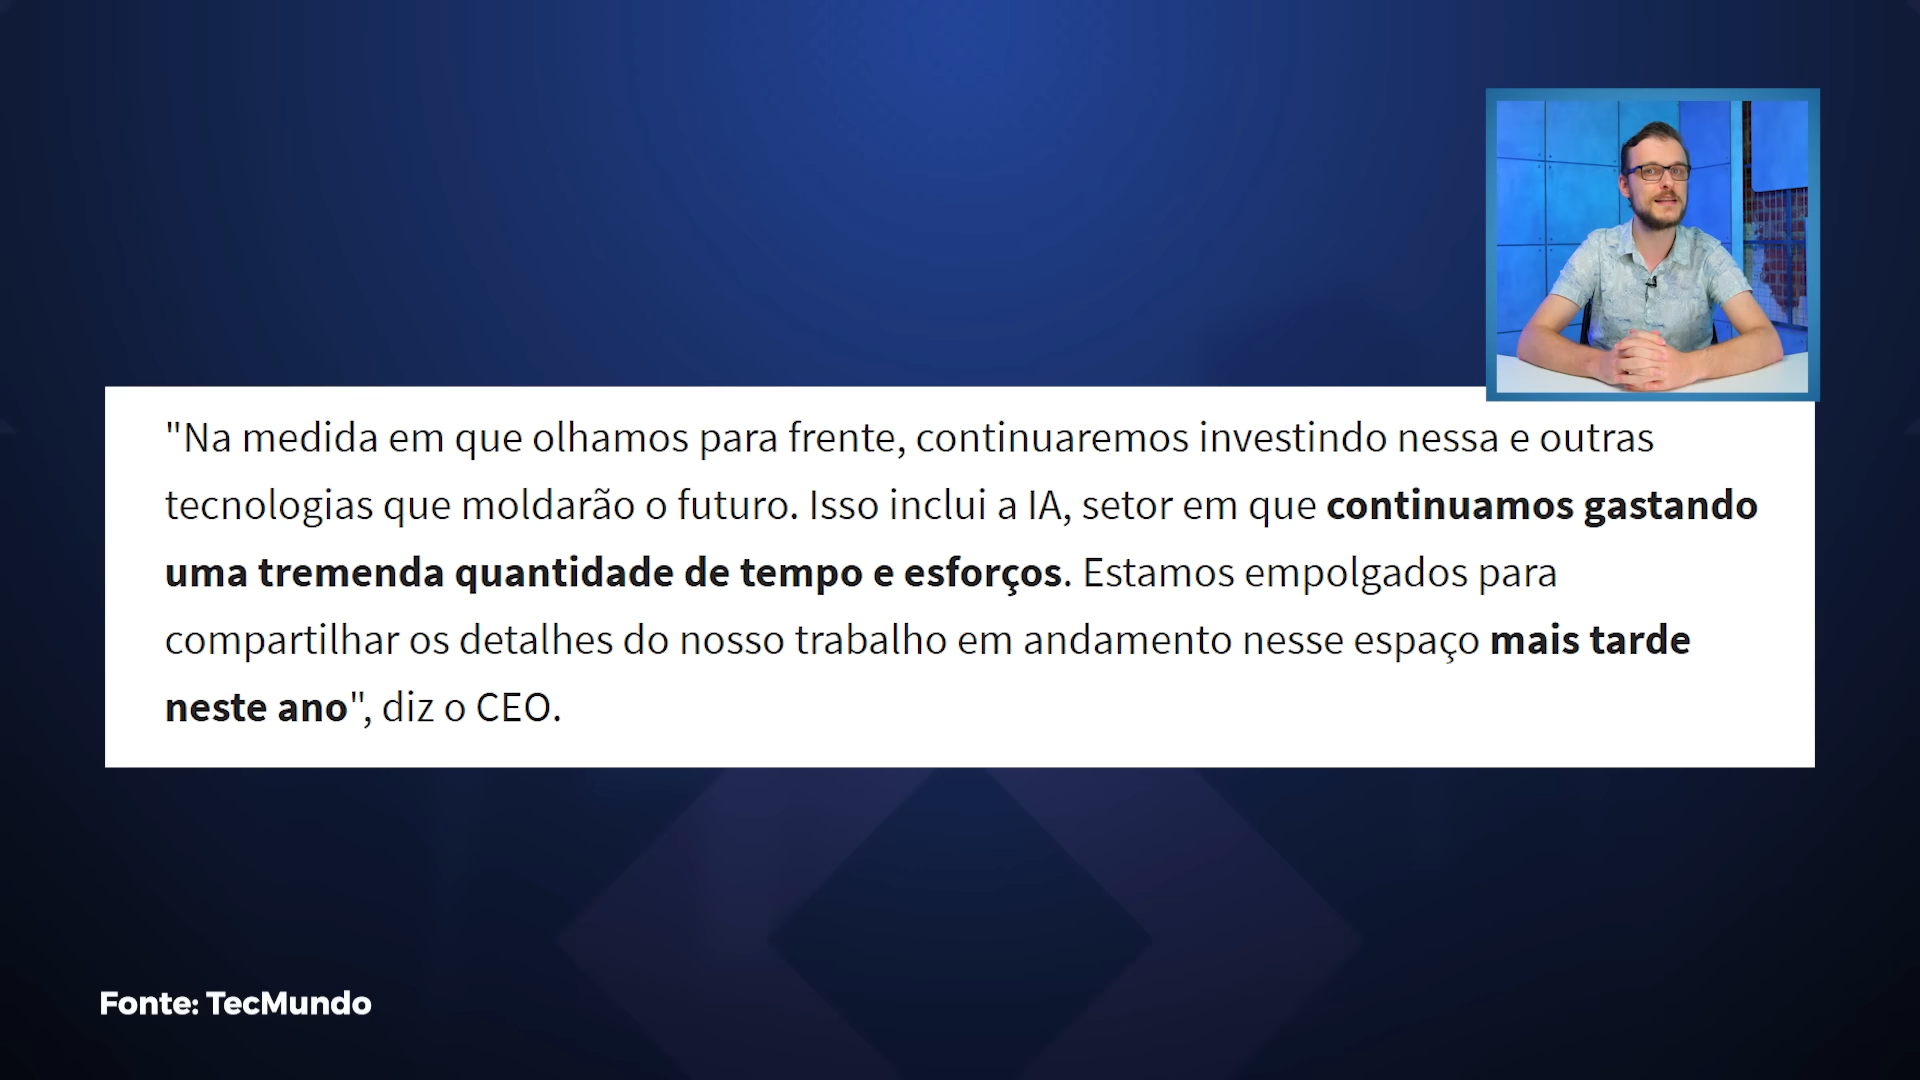 "Na medida em que olhamos para frente, continuaremos investindo nessa e outras
tecnologias que moldarão o futuro. Isso inclui a IA, setor em que continuamos gastando
uma tremenda quantidade de tempo e esforços. Estamos empolgados para
compartilhar os detalhes do nosso trabalho em andamento nesse espaço mais tarde
neste ano", diz o CEO.
Fonte: TecMundo